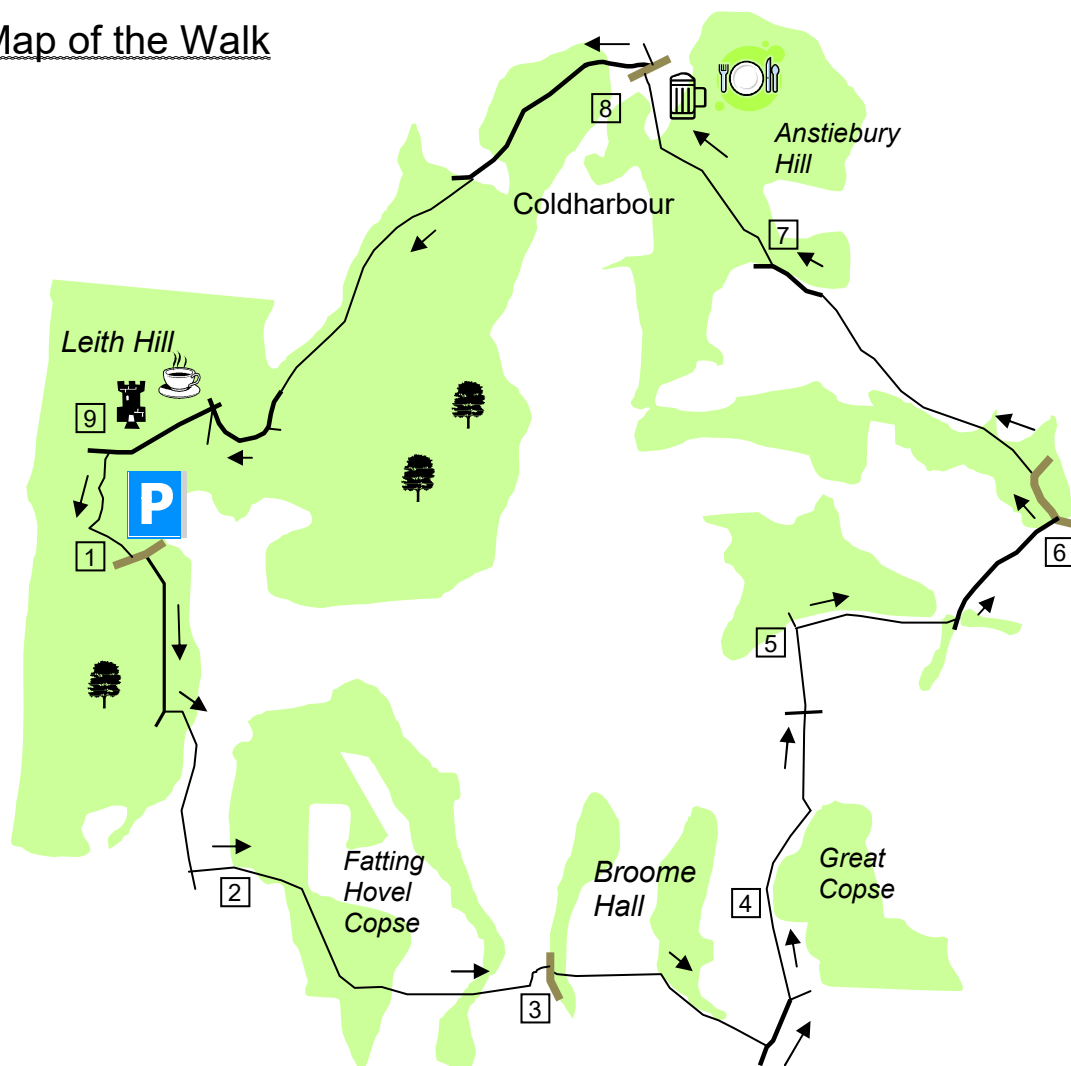 Map of the Walk
8
Anstiebury
Hill
Coldharbour
7
Leith Hill
9
P
1
6
5
2
Fatting
Hovel
Copse
Broome
Hall
Great
Copse
4
3